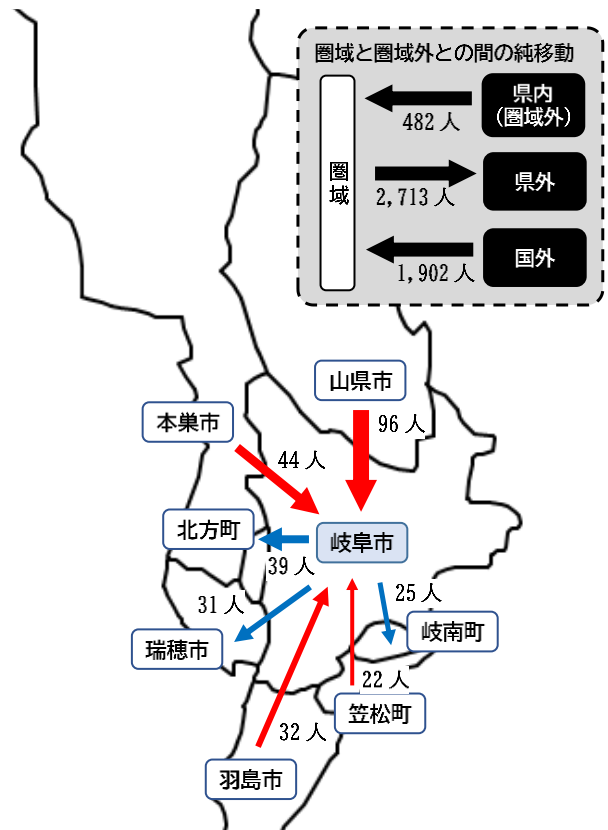 圏域と圏域外との間の純移動
県内
(圏域外)
482 人
圏域
県外
2,713 人
国外
1,902 人
山県市
96 人
本巣市
44 人
北方町
岐阜市
39 人
31 人
25 人
岐南町
瑞穂市
22 人
笠松町
32 人
羽島市